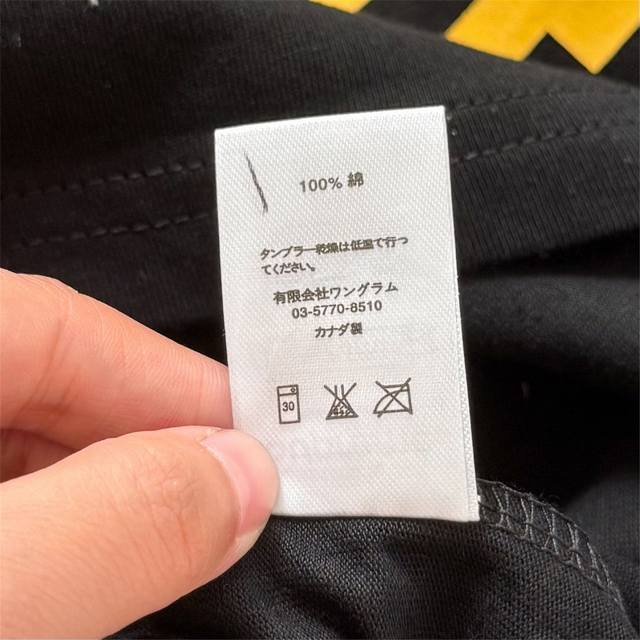 100% 綿
タンブラー乾燥は低温で行っ
てください。
有限会社ワングラム
03-5770-8510
カナダ製
30